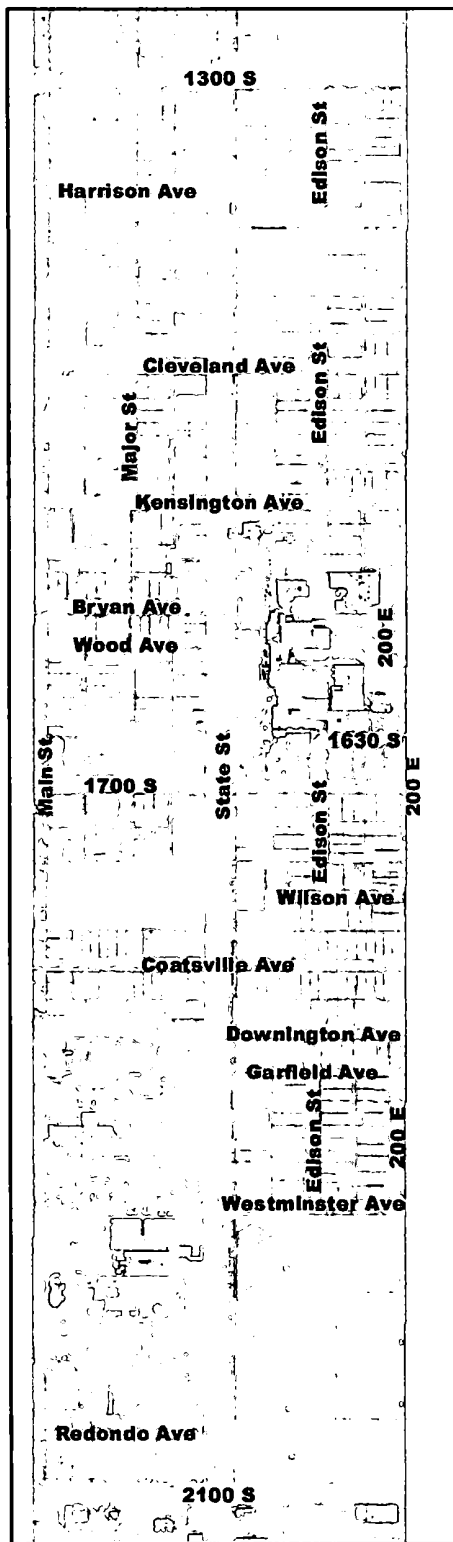 1300 S
Edison St
Harrison Ave
Cleveland Ave
Edison St
Major St
Kensington Ave
Bryan Ave
200 E
Wood Ave
1630 S
Main St
1700 S
State St
200 E
Edison St
Wilson Ave
Coatsville Ave
Downington Ave
Garfield Ave
Edison St
200 E
Westminster Ave
Redondo Ave
2100 S